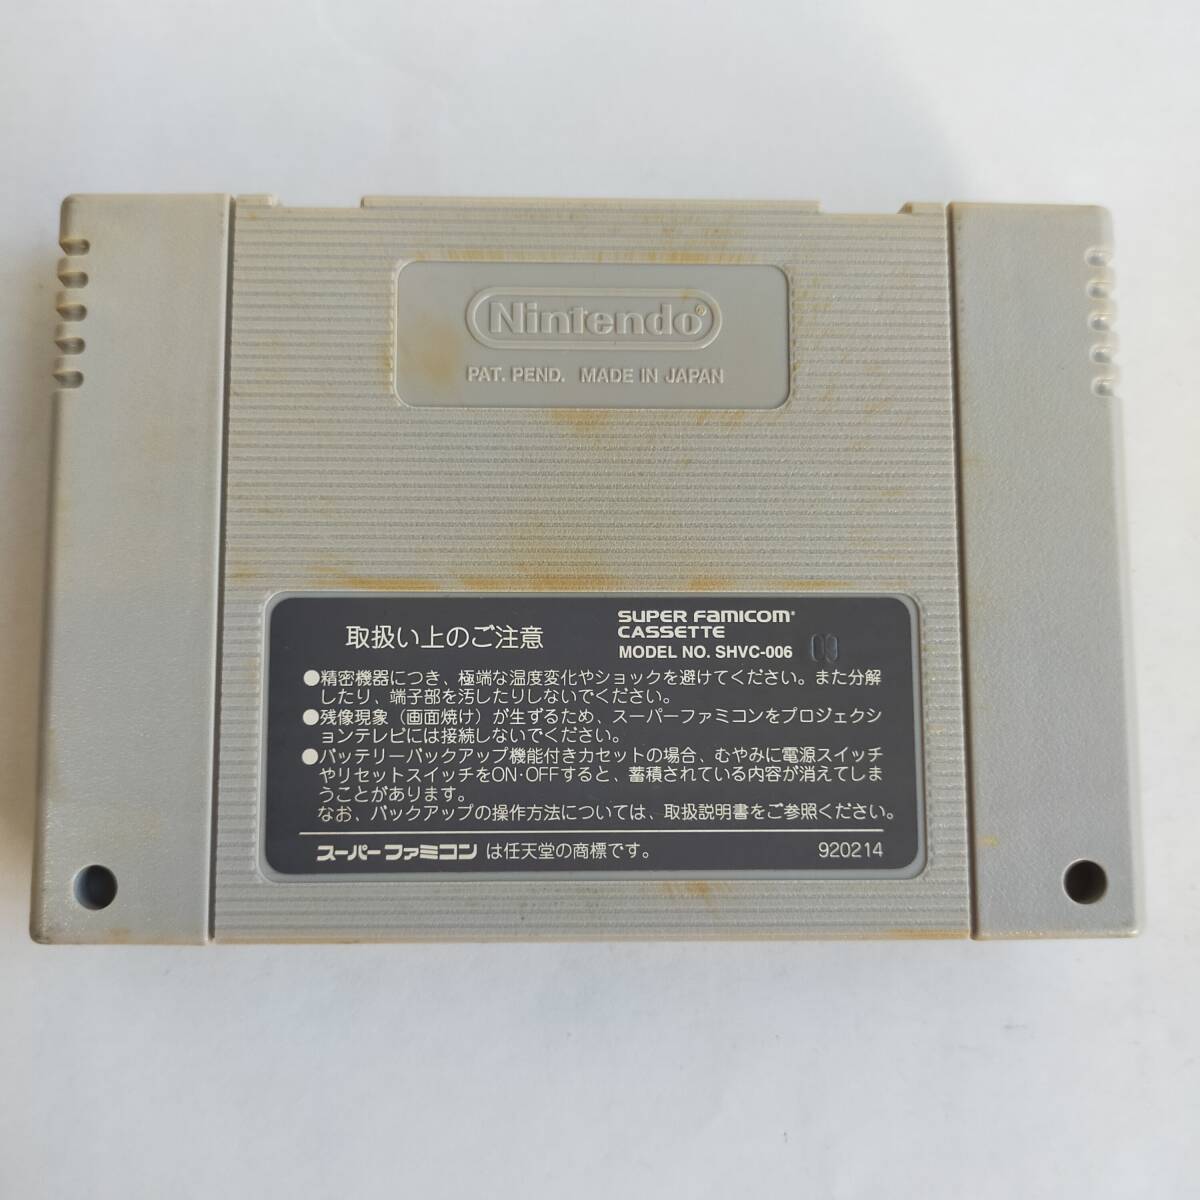 Nintendo®
PAT. PEND. MADE IN JAPAN
取扱い上のご注意
SUPER FAMICOM®
CASSETTE
MODEL NO. SHVC-006
09
●精密機器につき、極端な温度変化やショックを避けてください。また分解
したり、端子部を汚したりしないでください。
●残像現象（画面焼け）が生ずるため、スーパーファミコンをプロジェクシ
ョンテレビには接続しないでください。
●バッテリーバックアップ機能付きカセットの場合、むやみに電源スイッチ
やリセットスイッチをON·OFFすると、蓄積されている内容が消えてしま
うことがあります。
なお、バックアップの操作方法については、取扱説明書をご参照ください。
スーパーファミコン は任天堂の商標です。
920214